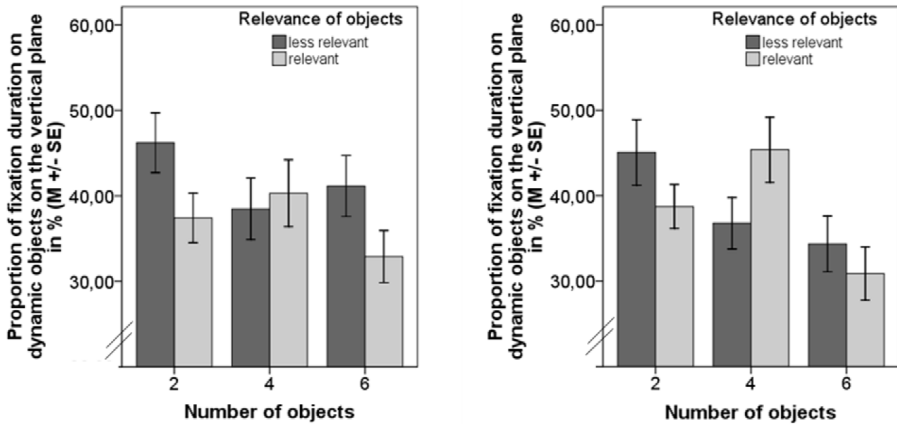 Proportion of fixation duration on
dynamic objects on the vertical plane
in % (M +/- SE)
60,00
50,00
40,00
30,00
Relevance of objects
less relevant
relevant
2 4 6
Number of objects
Proportion of fixation duration on
dynamic objects on the vertical plane
in % (M +/- SE)
60,00
50,00
40,00
30,00
Relevance of objects
less relevant
relevant
2 4 6
Number of objects